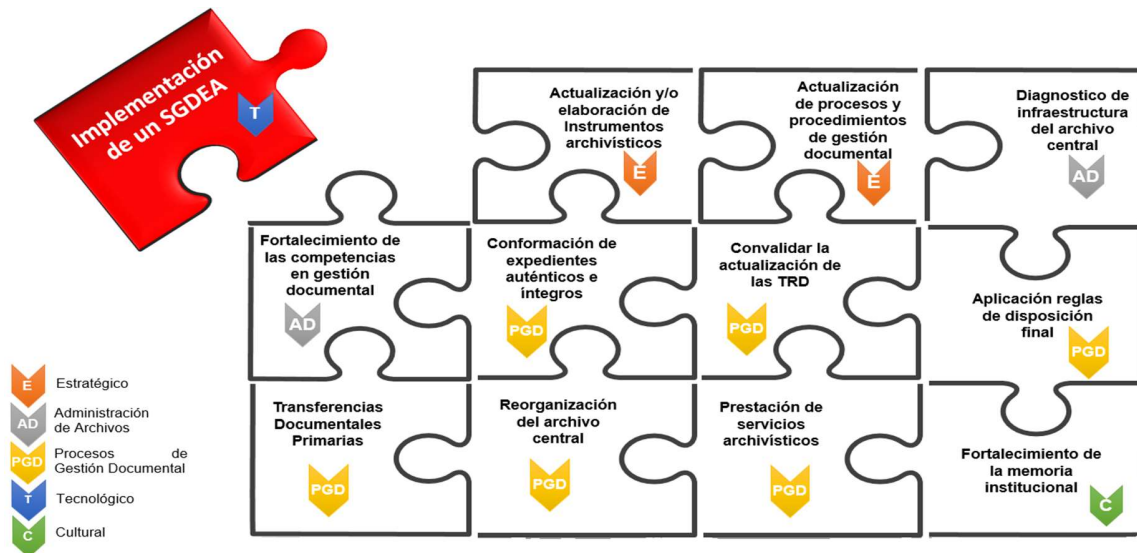 Implementación
de un SGDEA
T
Actualización y/o
elaboración de
Instrumentos
archivísticos
E
Actualización
de procesos y
procedimientos
de gestión
documental
E
Diagnostico de
infraestructura
del archivo
central
AD
Fortalecimiento de
las competencias
en gestión
documental
AD
Conformación de
expedientes
auténticos e
íntegros
PGD
Convalidar la
actualización de
las TRD
PGD
Aplicación reglas
de disposición
final
PGD
Transferencias
Documentales
Primarias
PGD
Reorganización
del archivo
central
PGD
Prestación de
servicios
archivísticos
PGD
Fortalecimiento de
la memoria
institucional
C
E Estratégico
AD Administración
de Archivos
PGD Procesos de
Gestión Documental
T Tecnológico
C Cultural